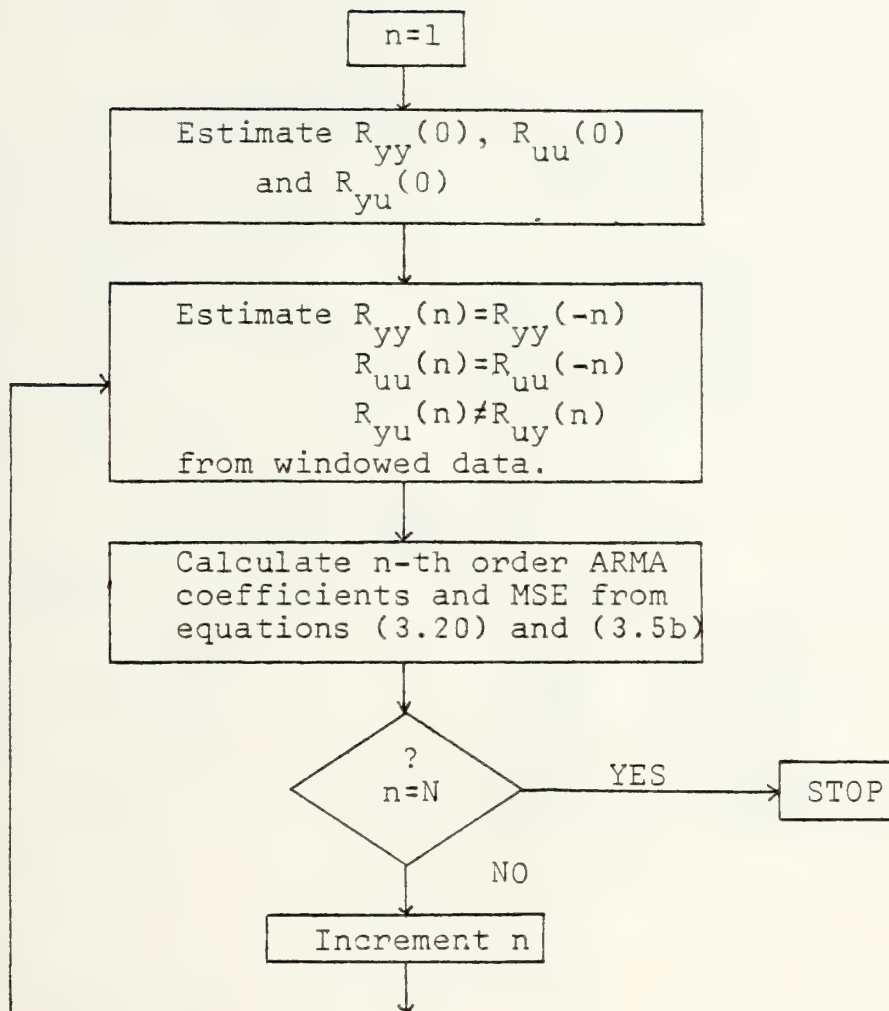 n=1
Estimate R_yy(0), R_uu(0)
and R_yu(0)
Estimate R_yy(n)=R_yy(-n)
R_uu(n)=R_uu(-n)
R_yu(n)≠R_uy(n)
from windowed data.
Calculate n-th order ARMA
coefficients and MSE from
equations (3.20) and (3.5b)
?
n=N
YES
STOP
NO
Increment n